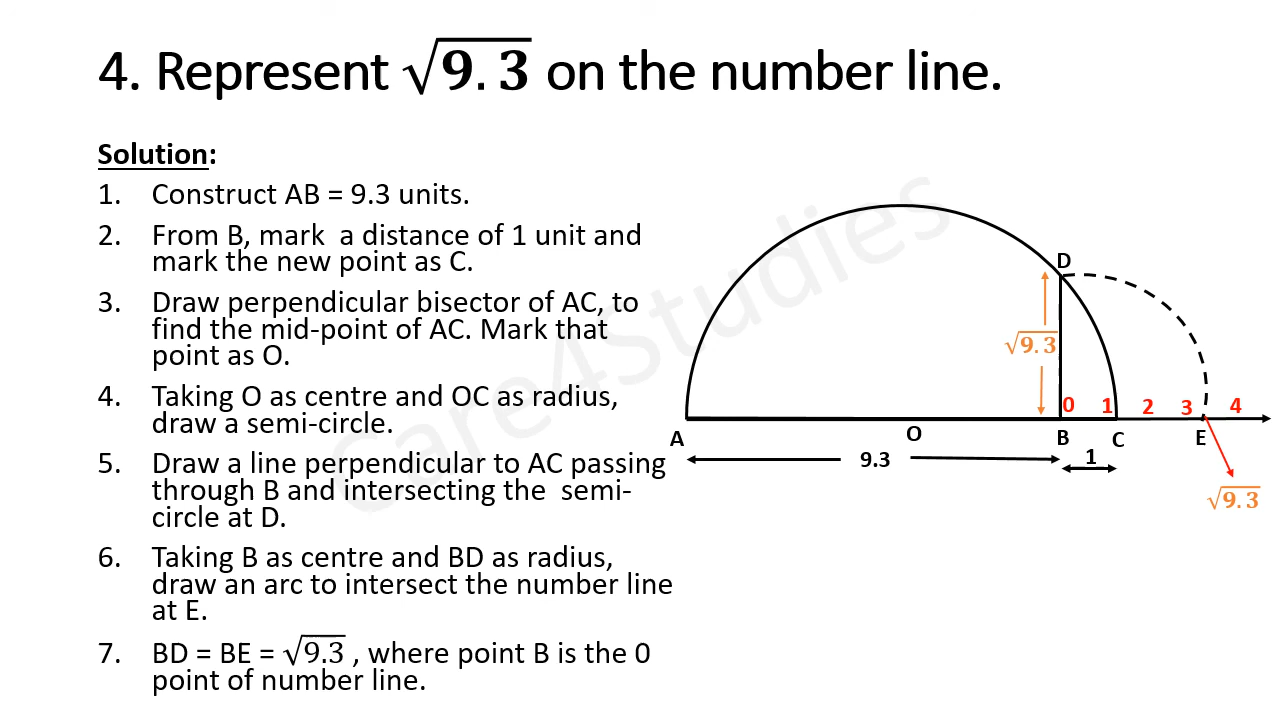 4. Represent √9.3 on the number line.
Solution:
1. Construct AB = 9.3 units.
2. From B, mark a distance of 1 unit and
mark the new point as C.
3. Draw perpendicular bisector of AC, to
find the mid-point of AC. Mark that
point as O.
4. Taking O as centre and OC as radius,
draw a semi-circle.
5. Draw a line perpendicular to AC passing
through B and intersecting the semi-
circle at D.
6. Taking B as centre and BD as radius,
draw an arc to intersect the number line
at E.
7. BD = BE = √9.3 , where point B is the 0
point of number line.
Care4Studies
D
√9.3
0 1 2 3 4
A O B C E
9.3 1
√9.3